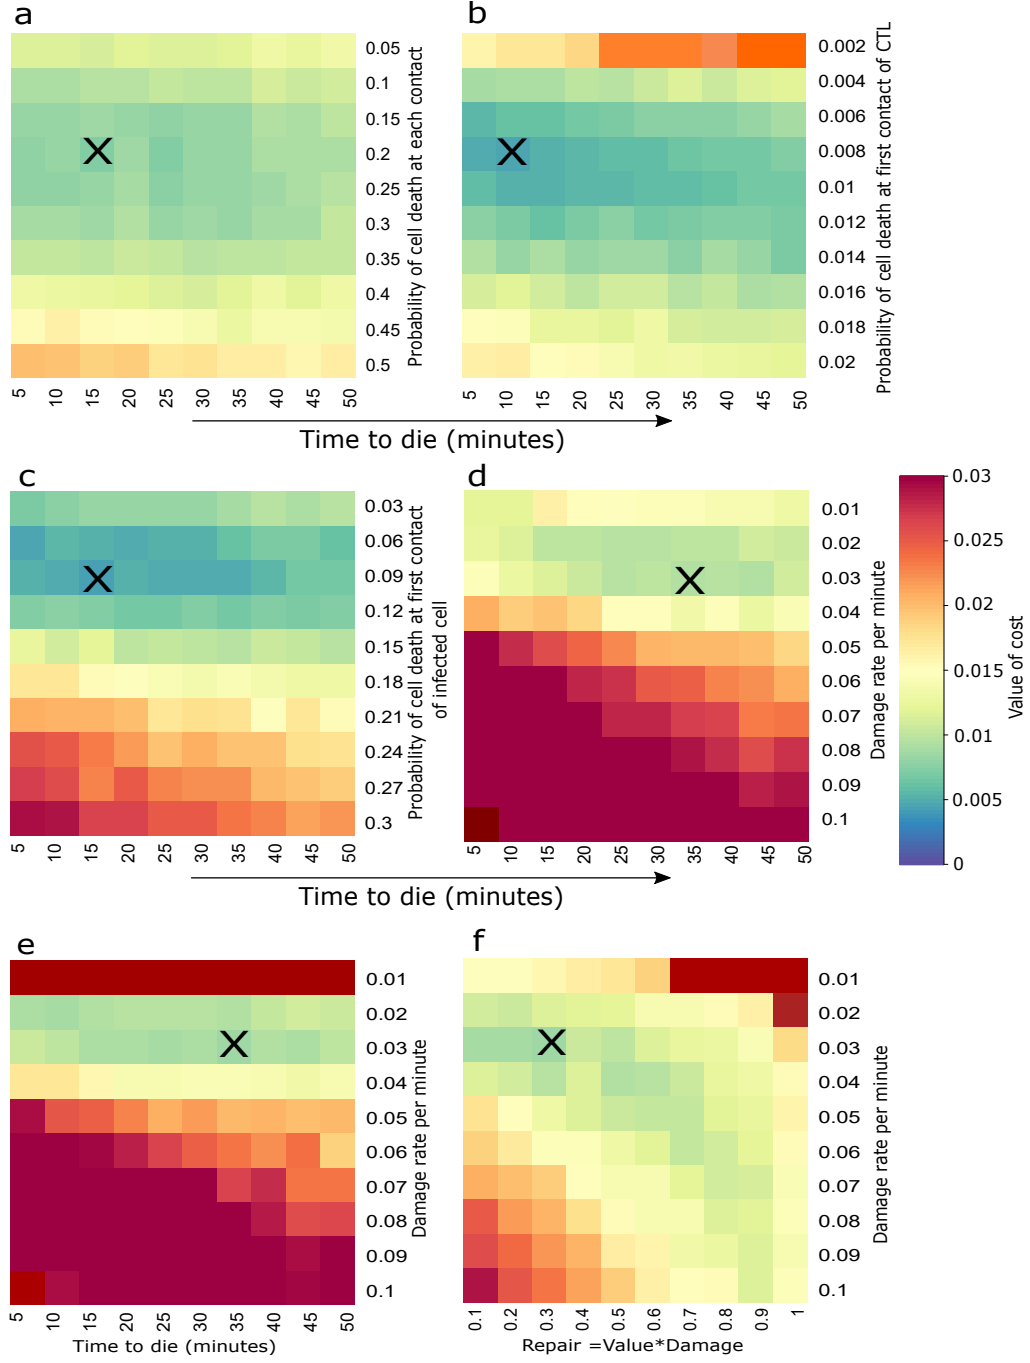 a
0.05
0.1
0.15
0.2
0.25
0.3
0.35
0.4
0.45
0.5
Probability of cell death at each contact
5 10 15 20 25 30 35 40 45 50
b
0.002
0.004
0.006
0.008
0.01
0.012
0.014
0.016
0.018
0.02
Probability of cell death at first contact of CTL
5 10 15 20 25 30 35 40 45 50
Time to die (minutes)
c
0.03
0.06
0.09
0.12
0.15
0.18
0.21
0.24
0.27
0.3
Probability of cell death at first contact
of infected cell
5 10 15 20 25 30 35 40 45 50
d
0.01
0.02
0.03
0.04
0.05
0.06
0.07
0.08
0.09
0.1
Damage rate per minute
5 10 15 20 25 30 35 40 45 50
0.03
0.025
0.02
0.015
0.01
0.005
0
Value of cost
Time to die (minutes)
e
0.01
0.02
0.03
0.04
0.05
0.06
0.07
0.08
0.09
0.1
Damage rate per minute
5 10 15 20 25 30 35 40 45 50
Time to die (minutes)
f
0.01
0.02
0.03
0.04
0.05
0.06
0.07
0.08
0.09
0.1
Damage rate per minute
0.1 0.2 0.3 0.4 0.5 0.6 0.7 0.8 0.9 1
Repair =Value*Damage